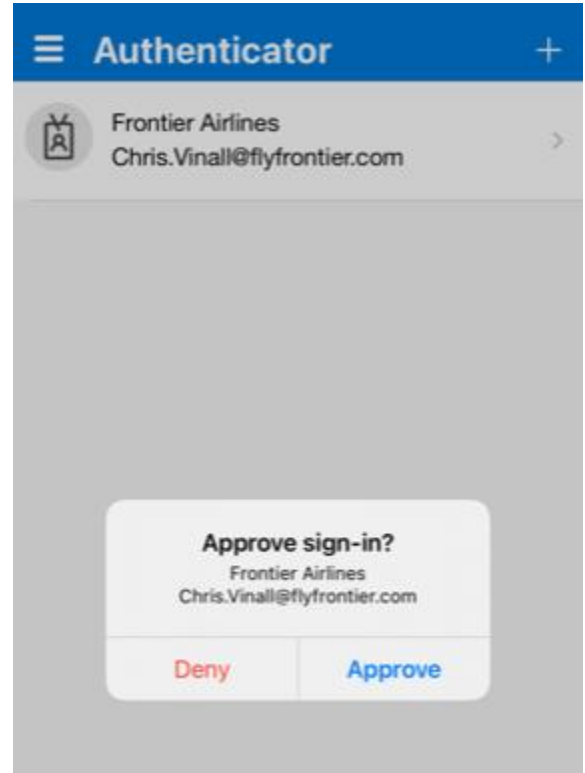 Authenticator
Frontier Airlines
Chris.Vinall@flyfrontier.com
Approve sign-in?
Frontier Airlines
Chris.Vinall@flyfrontier.com
Deny Approve